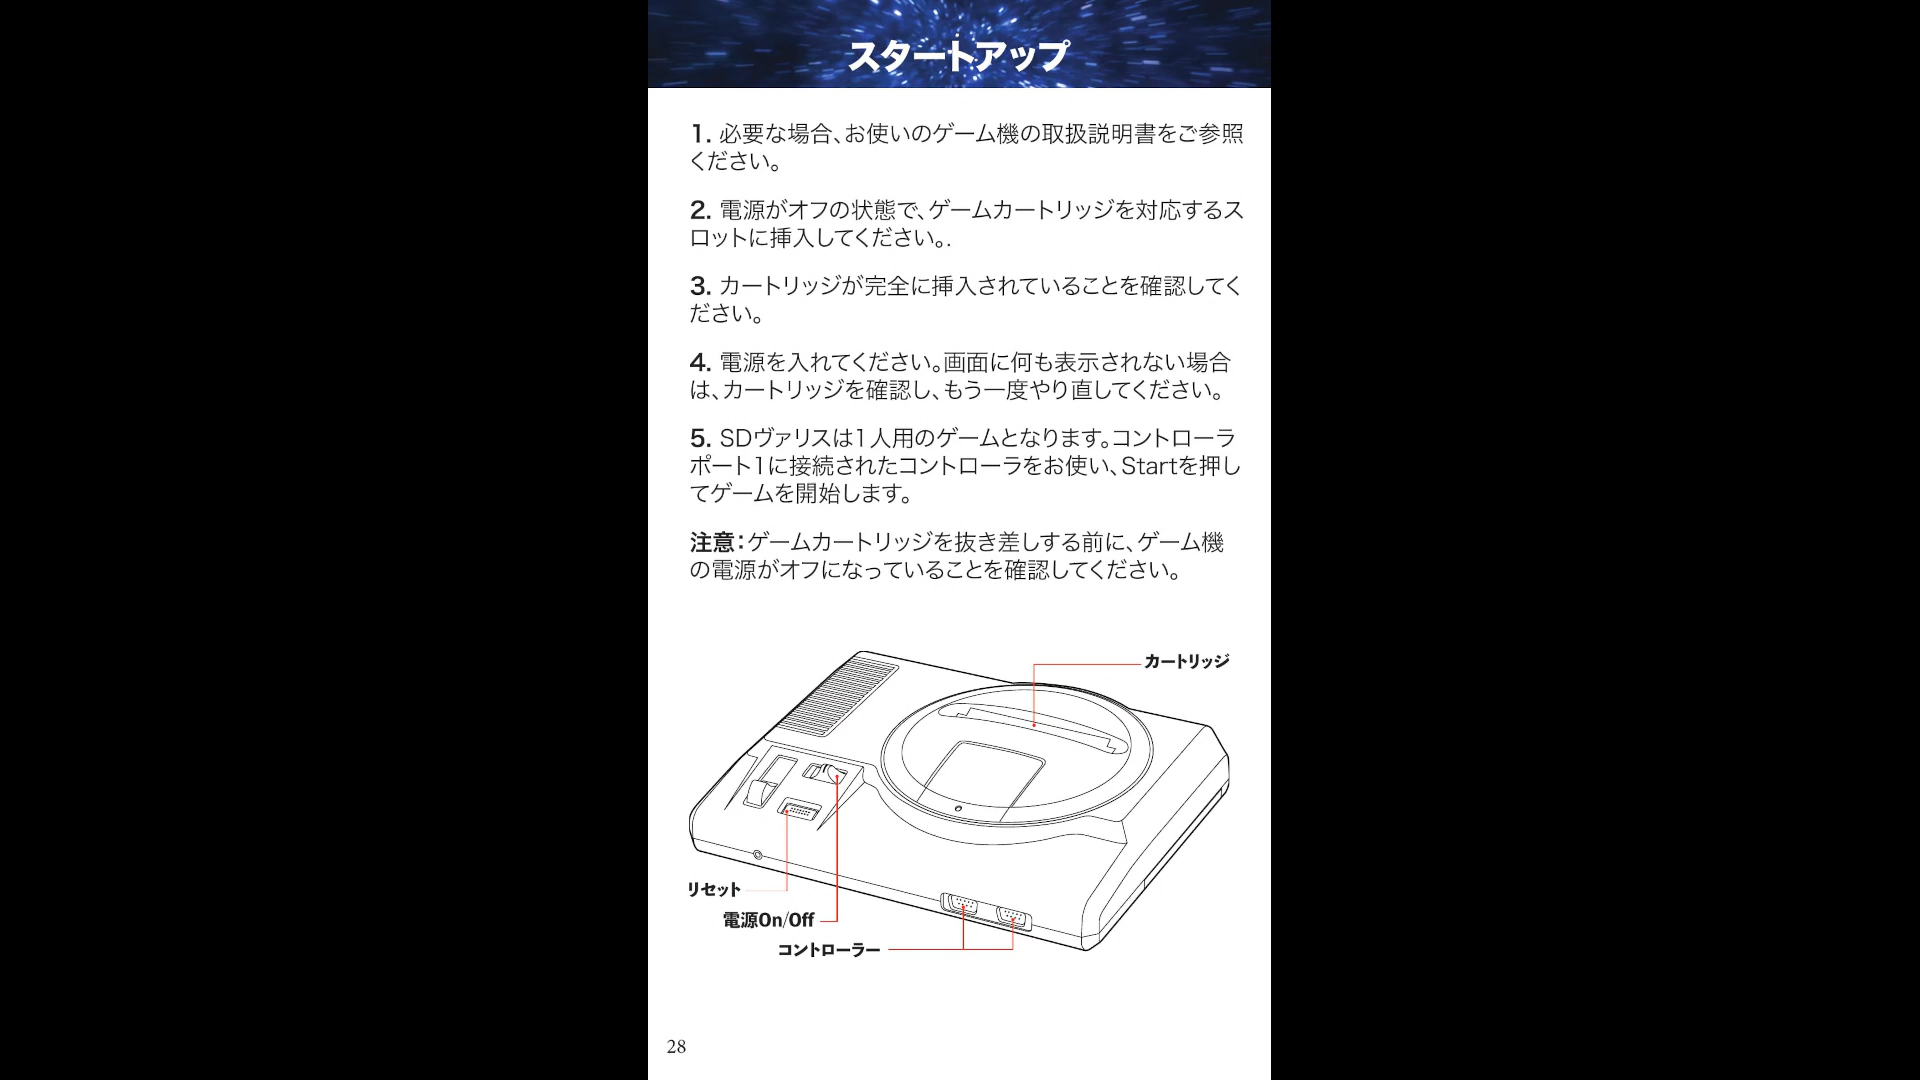 スタートアップ
1. 必要な場合、お使いのゲーム機の取扱説明書をご参照
ください。
2. 電源がオフの状態で、ゲームカートリッジを対応するス
ロットに挿入してください。.
3. カートリッジが完全に挿入されていることを確認してく
ださい。
4. 電源を入れてください。画面に何も表示されない場合
は、カートリッジを確認し、もう一度やり直してください。
5. SDヴァリスは1人用のゲームとなります。コントローラ
ポート1に接続されたコントローラをお使い、Startを押し
てゲームを開始します。
注意：ゲームカートリッジを抜き差しする前に、ゲーム機
の電源がオフになっていることを確認してください。
カートリッジ
リセット
電源On/Off
コントローラー
28